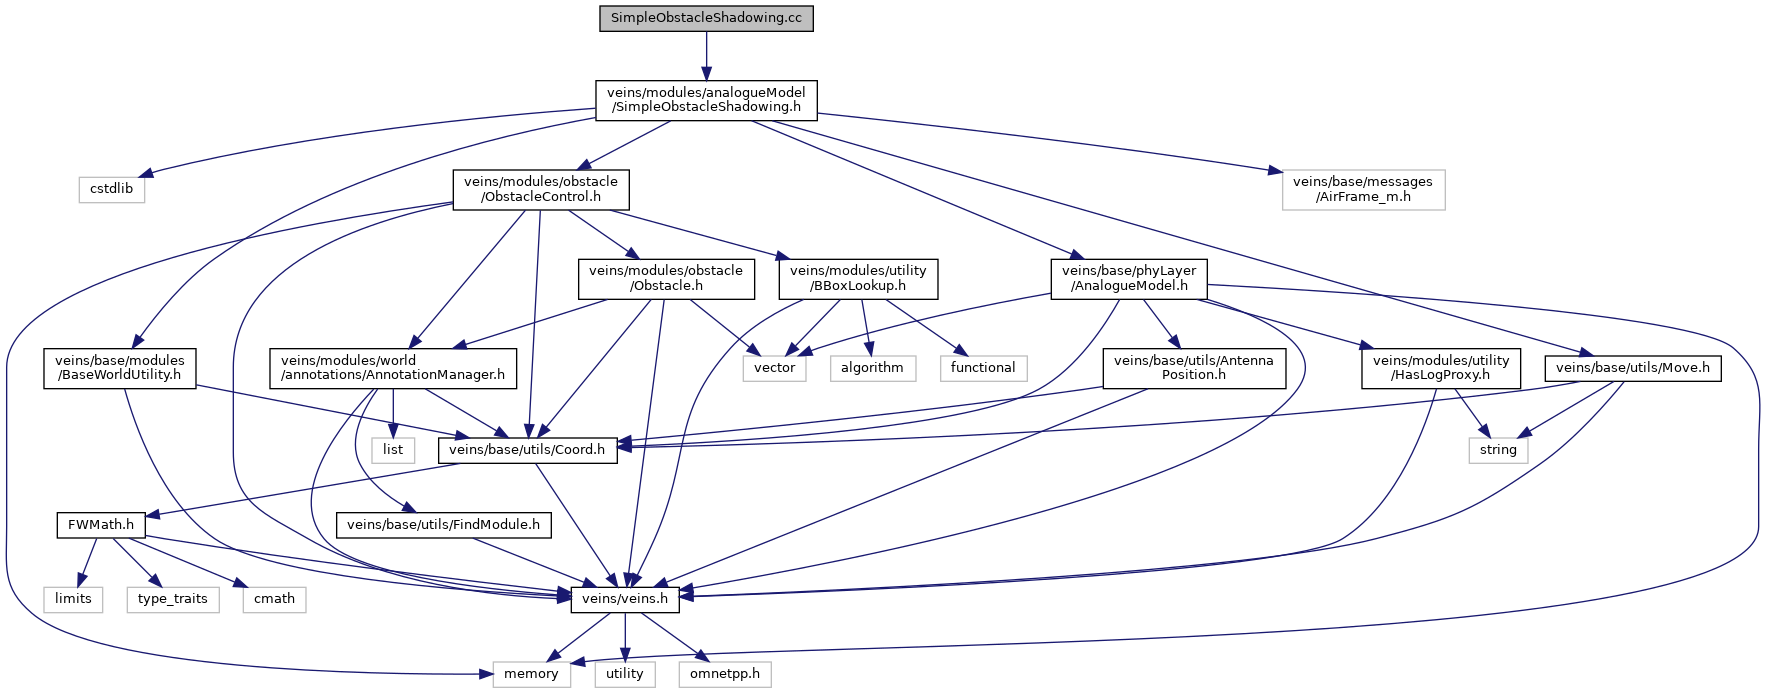 SimpleObstacleShadowing.cc
veins/modules/analogueModel
/SimpleObstacleShadowing.h
cstdlib
veins/modules/obstacle
/ObstacleControl.h
veins/base/messages
/AirFrame_m.h
veins/modules/obstacle
/Obstacle.h
veins/modules/utility
/BBoxLookup.h
veins/base/phyLayer
/AnalogueModel.h
veins/base/modules
/BaseWorldUtility.h
veins/modules/world
/annotations/AnnotationManager.h
vector
algorithm
functional
veins/base/utils/Antenna
Position.h
veins/modules/utility
/HasLogProxy.h
veins/base/utils/Move.h
list
veins/base/utils/Coord.h
string
FWMath.h
veins/base/utils/FindModule.h
limits
type_traits
cmath
veins/veins.h
memory
utility
omnetpp.h